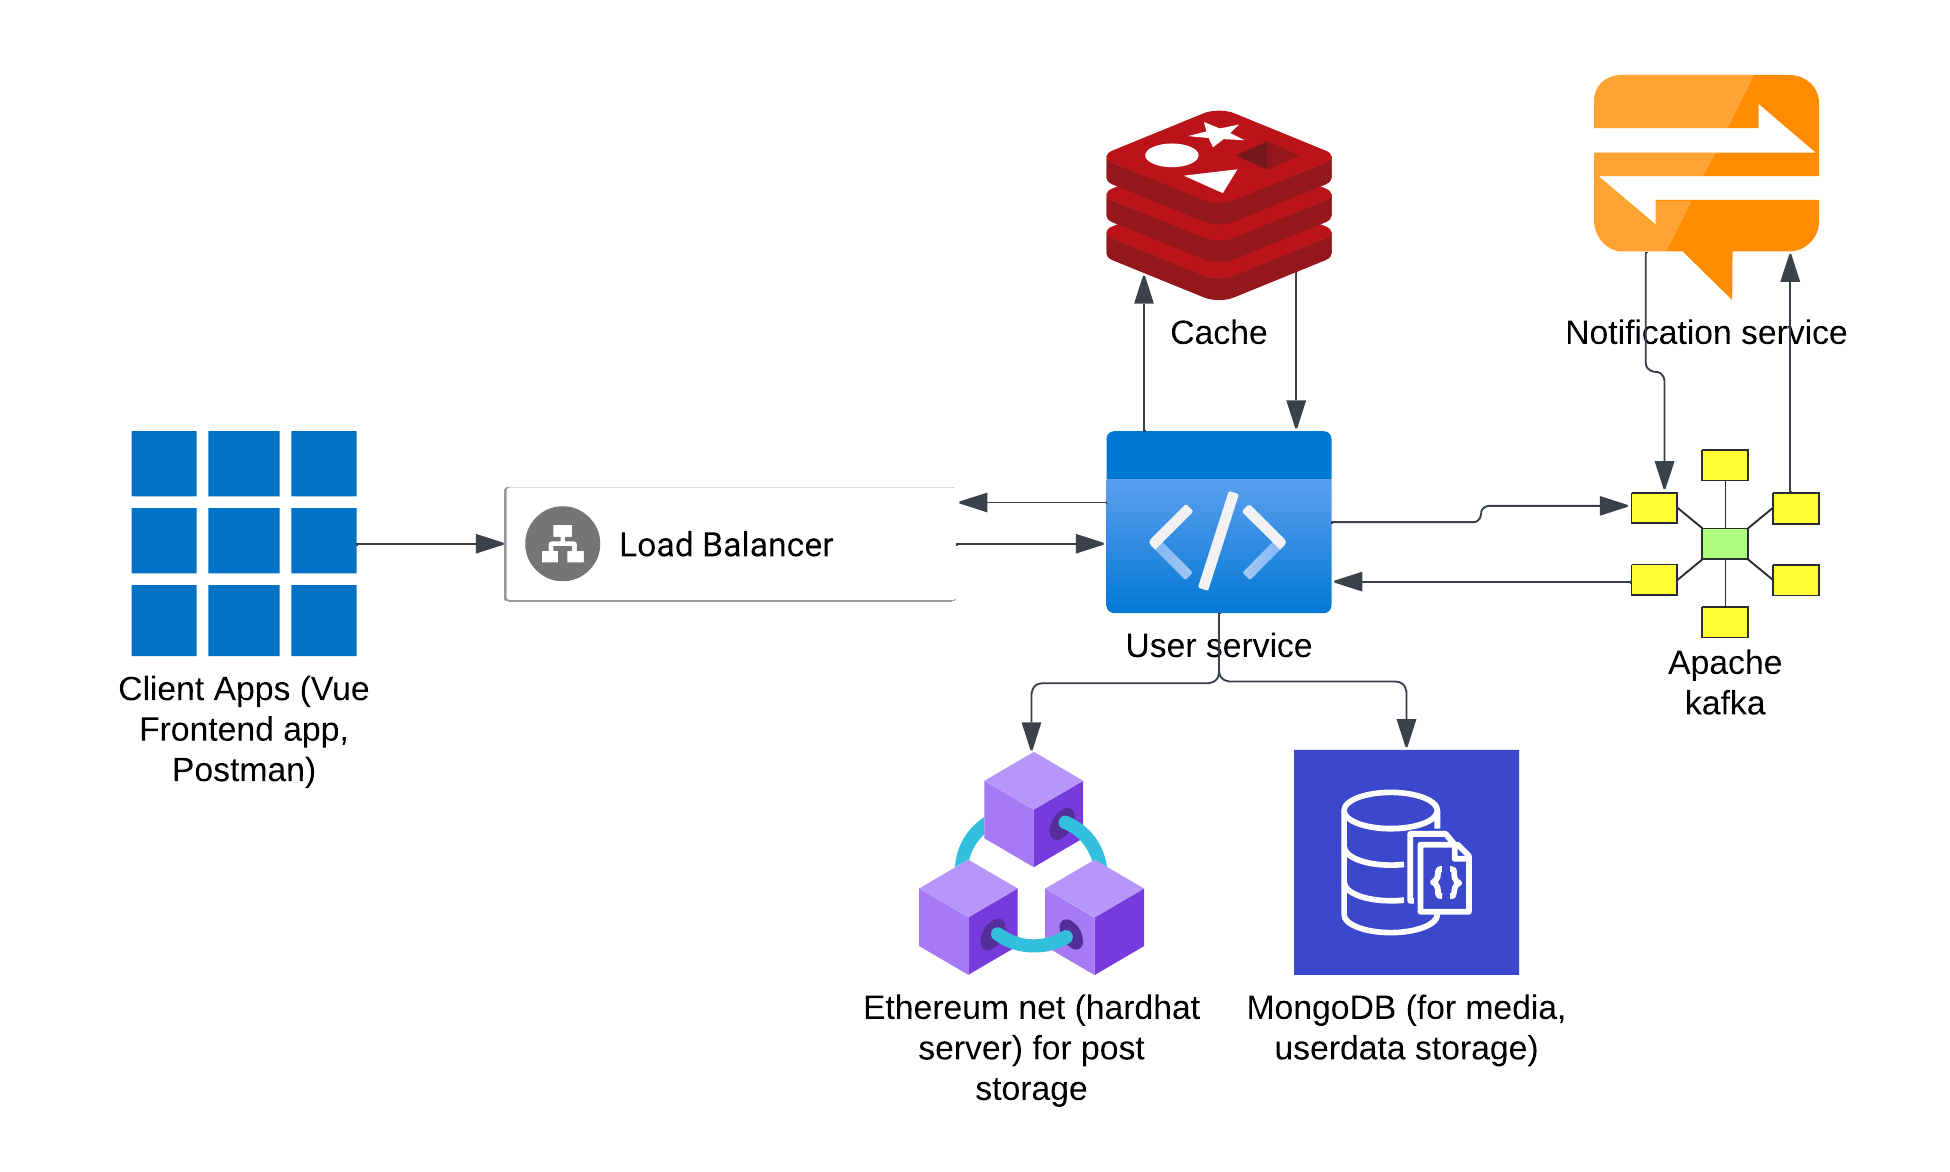 Cache
Notification service
Load Balancer
User service
Client Apps (Vue
Frontend app,
Postman)
Apache
kafka
Ethereum net (hardhat
server) for post
storage
MongoDB (for media,
userdata storage)